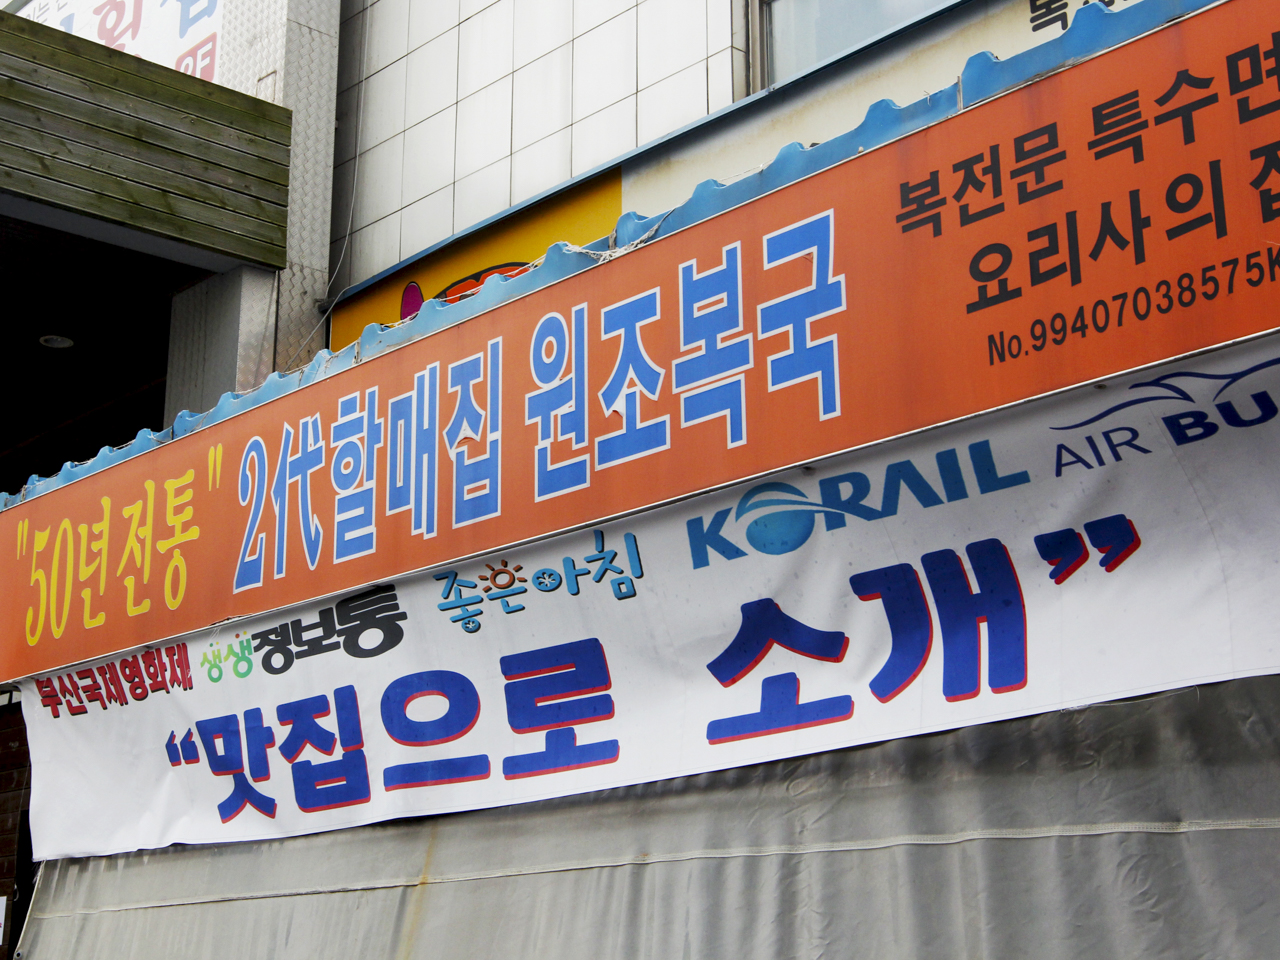 "50년 전통" 2代할매집 원조복국
복전문 특수면
요리사의 집
No.99407038575K
부산국제영화제 생생정보통 좋은아침 KORAIL AIR BU
"맛집으로 소개"